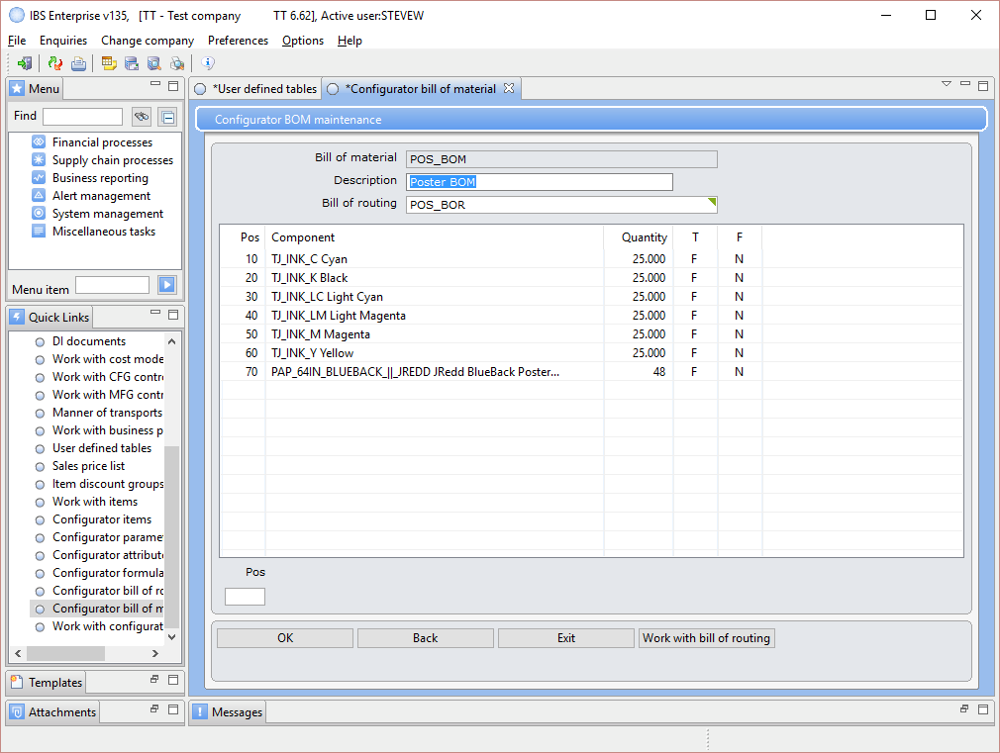 IBS Enterprise v135, [TT - Test company TT 6.62], Active user:STEVEW
File Enquiries Change company Preferences Options Help
Menu
Find
Financial processes
Supply chain processes
Business reporting
Alert management
System management
Miscellaneous tasks
Menu item
Quick Links
DI documents
Work with cost mode
Work with CFG contr
Work with MFG contr
Manner of transports
Work with business p
User defined tables
Sales price list
Item discount groups
Work with items
Configurator items
Configurator parame
Configurator attribute
Configurator formula
Configurator bill of ro
Configurator bill of m
Work with configurat
Templates
Attachments
*User defined tables *Configurator bill of material
Configurator BOM maintenance
Bill of material POS_BOM
Description Poster BOM
Bill of routing POS_BOR
Pos Component Quantity T F
10 TJ_INK_C Cyan 25.000 F N
20 TJ_INK_K Black 25.000 F N
30 TJ_INK_LC Light Cyan 25.000 F N
40 TJ_INK_LM Light Magenta 25.000 F N
50 TJ_INK_M Magenta 25.000 F N
60 TJ_INK_Y Yellow 25.000 F N
70 PAP_64IN_BLUEBACK_||_JREDD JRedd BlueBack Poster... 48 F N
Pos
OK Back Exit Work with bill of routing
Messages